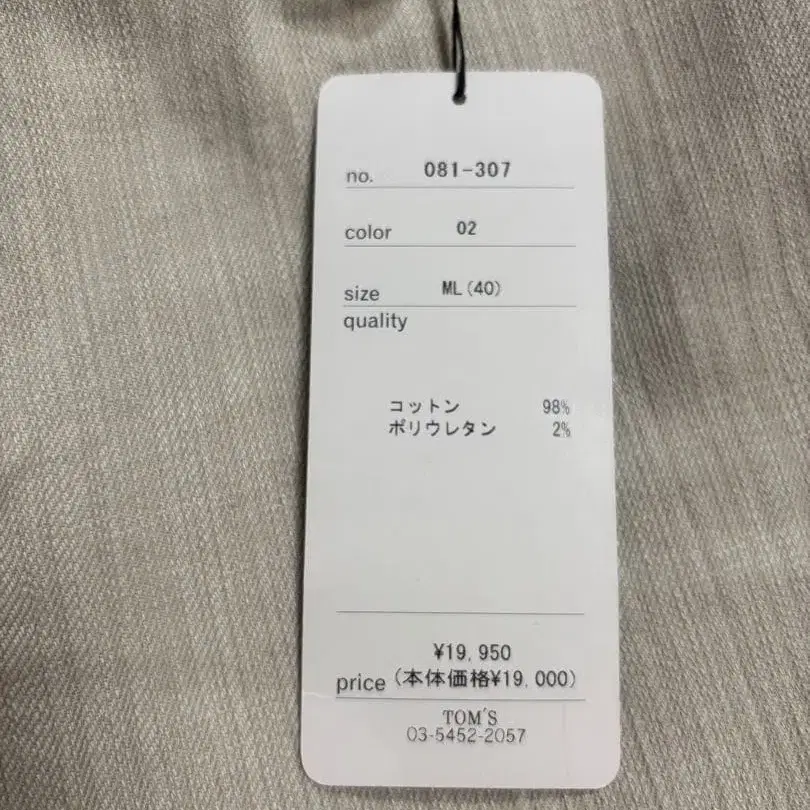 no. 081-307
color 02
size ML(40)
quality
コットン 98%
ポリウレタン 2%
¥19,950
price (本体価格¥19,000)
TOM'S
03-5452-2057